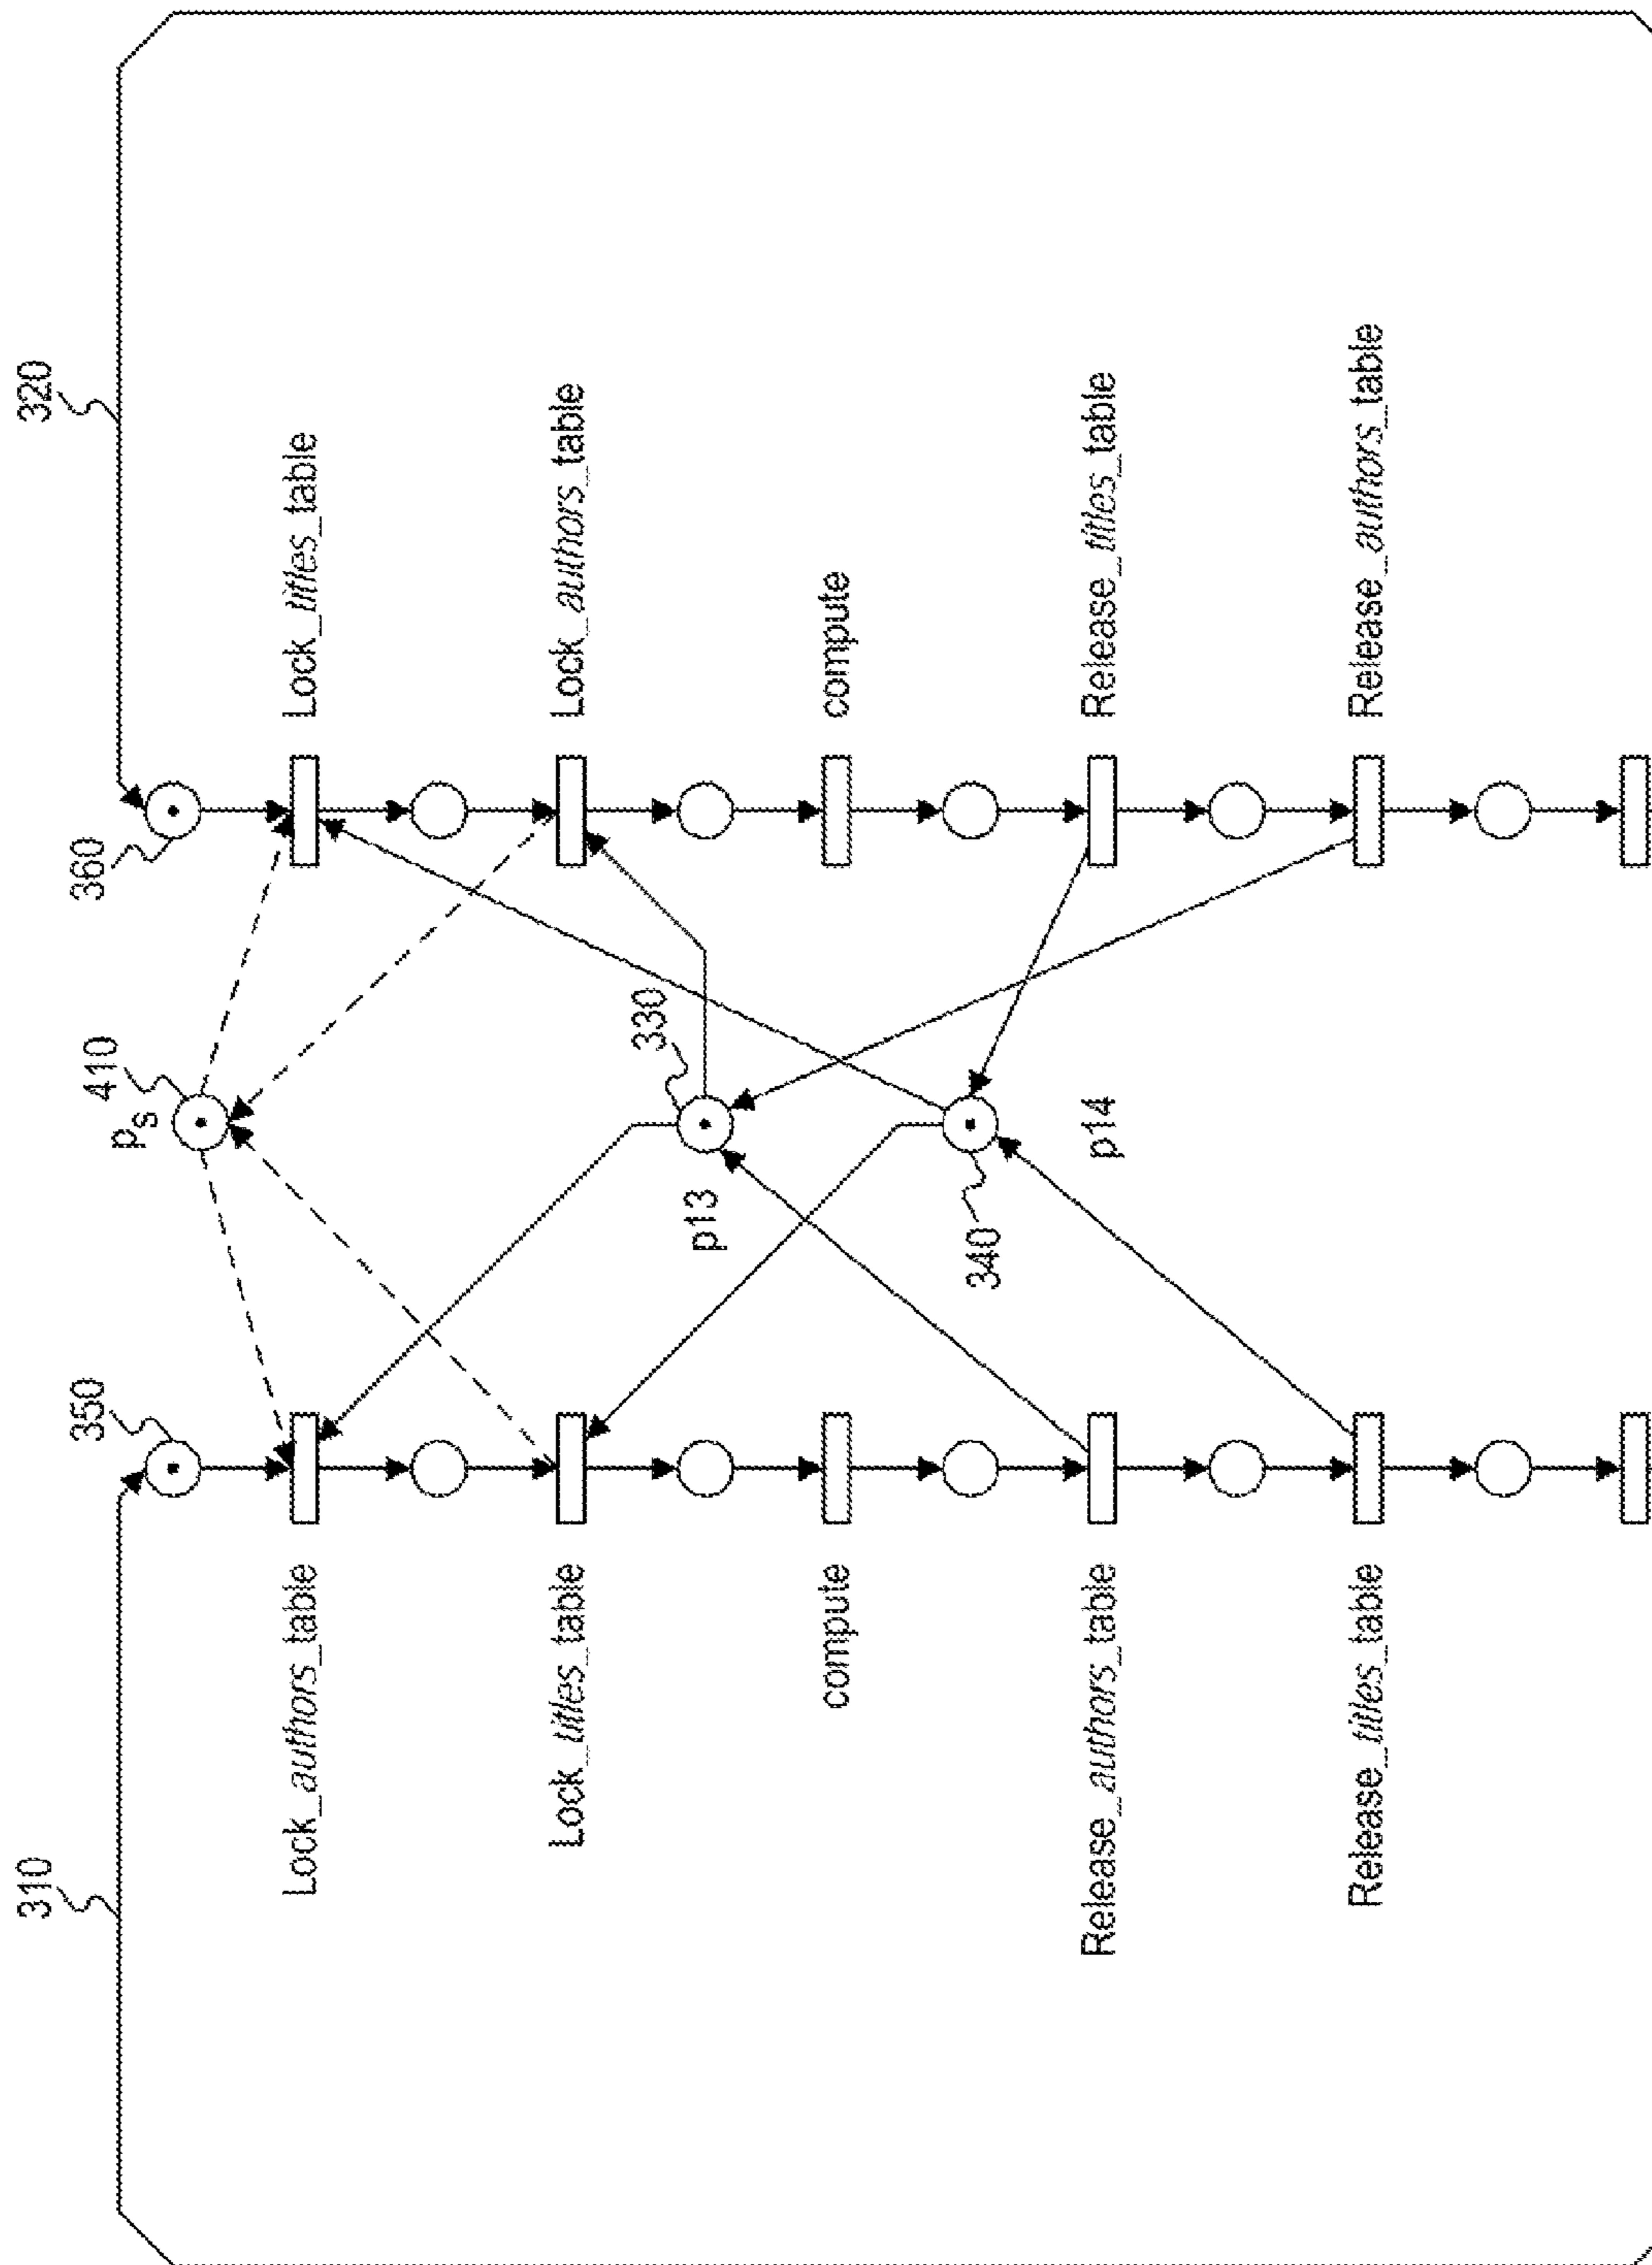 310
320
350
410
360
pS
Lock_authors_table
Lock_titles_table
Lock_titles_table
Lock_authors_table
330
p13
compute
compute
340
p14
Release_authors_table
Release_titles_table
Release_titles_table
Release_authors_table